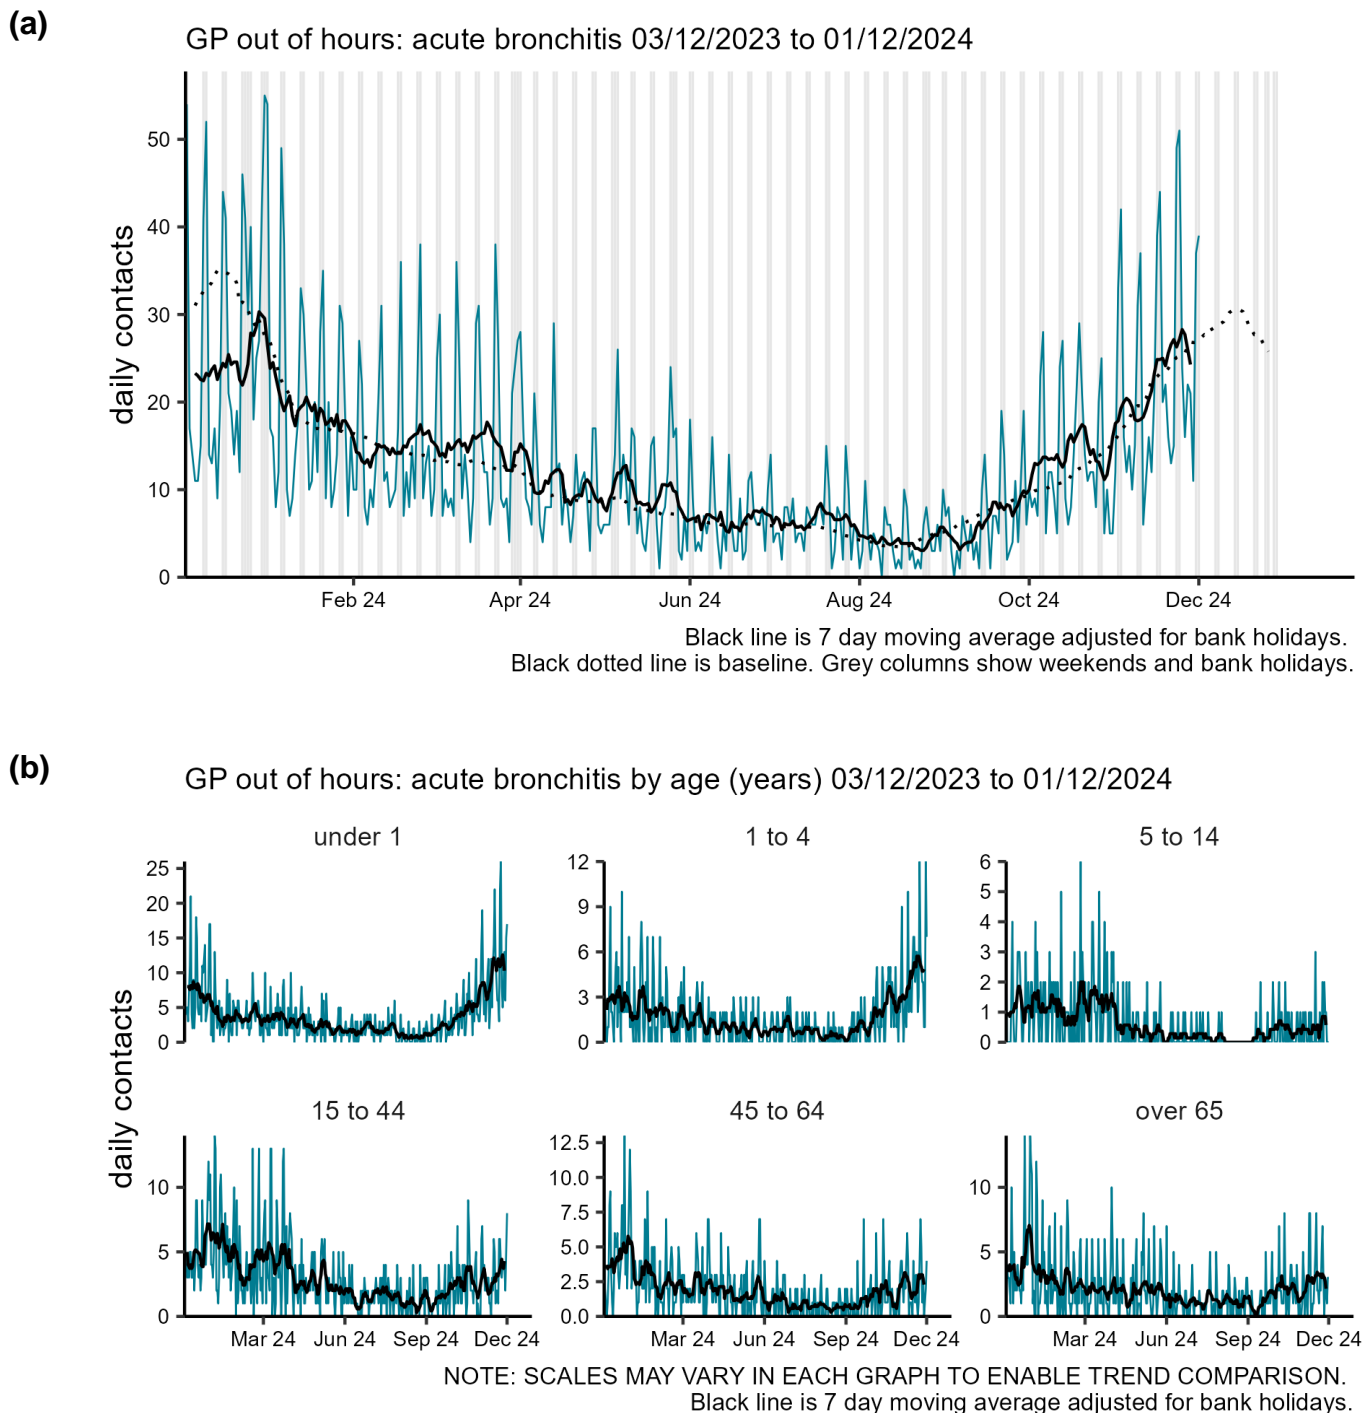 (a)
GP out of hours: acute bronchitis 03/12/2023 to 01/12/2024
daily contacts
50
40
30
20
10
0
Feb 24 Apr 24 Jun 24 Aug 24 Oct 24 Dec 24
Black line is 7 day moving average adjusted for bank holidays.
Black dotted line is baseline. Grey columns show weekends and bank holidays.
(b)
GP out of hours: acute bronchitis by age (years) 03/12/2023 to 01/12/2024
daily contacts
under 1
25
20
15
10
5
0
1 to 4
12
9
6
3
0
5 to 14
6
5
4
3
2
1
0
15 to 44
10
5
0
Mar 24 Jun 24 Sep 24 Dec 24
45 to 64
12.5
10.0
7.5
5.0
2.5
0.0
Mar 24 Jun 24 Sep 24 Dec 24
over 65
10
5
0
Mar 24 Jun 24 Sep 24 Dec 24
NOTE: SCALES MAY VARY IN EACH GRAPH TO ENABLE TREND COMPARISON.
Black line is 7 day moving average adjusted for bank holidays.